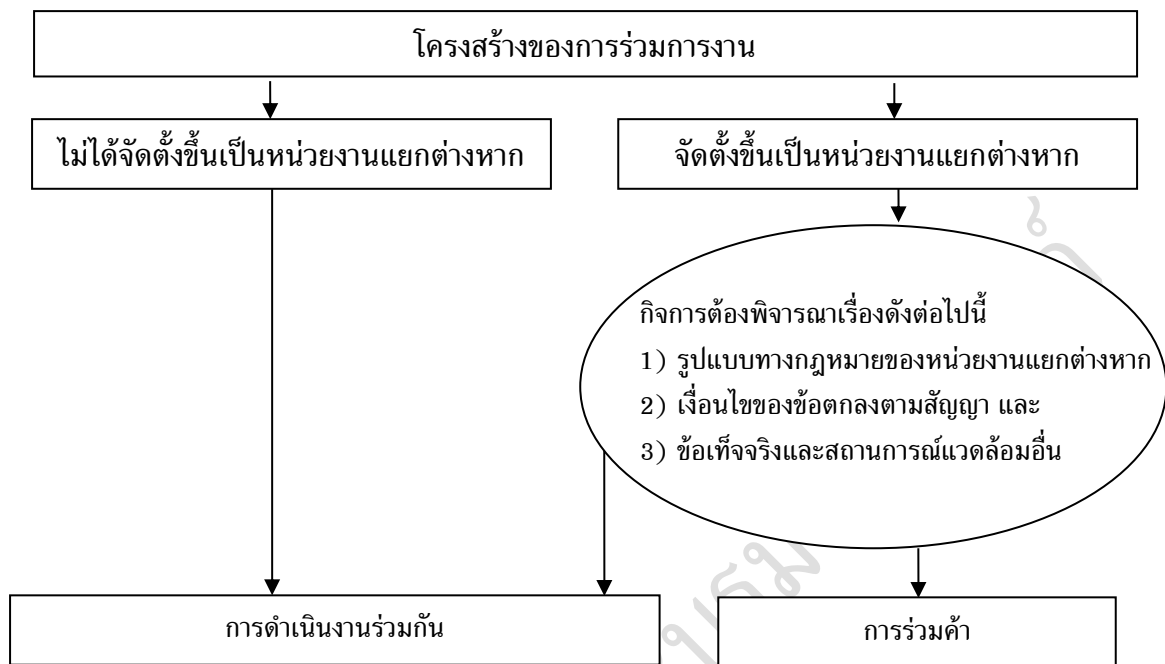 โครงสร้างของการร่วมการงาน
ไม่ได้จัดตั้งขึ้นเป็นหน่วยงานแยกต่างหาก
จัดตั้งขึ้นเป็นหน่วยงานแยกต่างหาก
กิจการต้องพิจารณาเรื่องดังต่อไปนี้
1) รูปแบบทางกฎหมายของหน่วยงานแยกต่างหาก
2) เงื่อนไขของข้อตกลงตามสัญญา และ
3) ข้อเท็จจริงและสถานการณ์แวดล้อมอื่น
การดำเนินงานร่วมกัน
การร่วมค้า